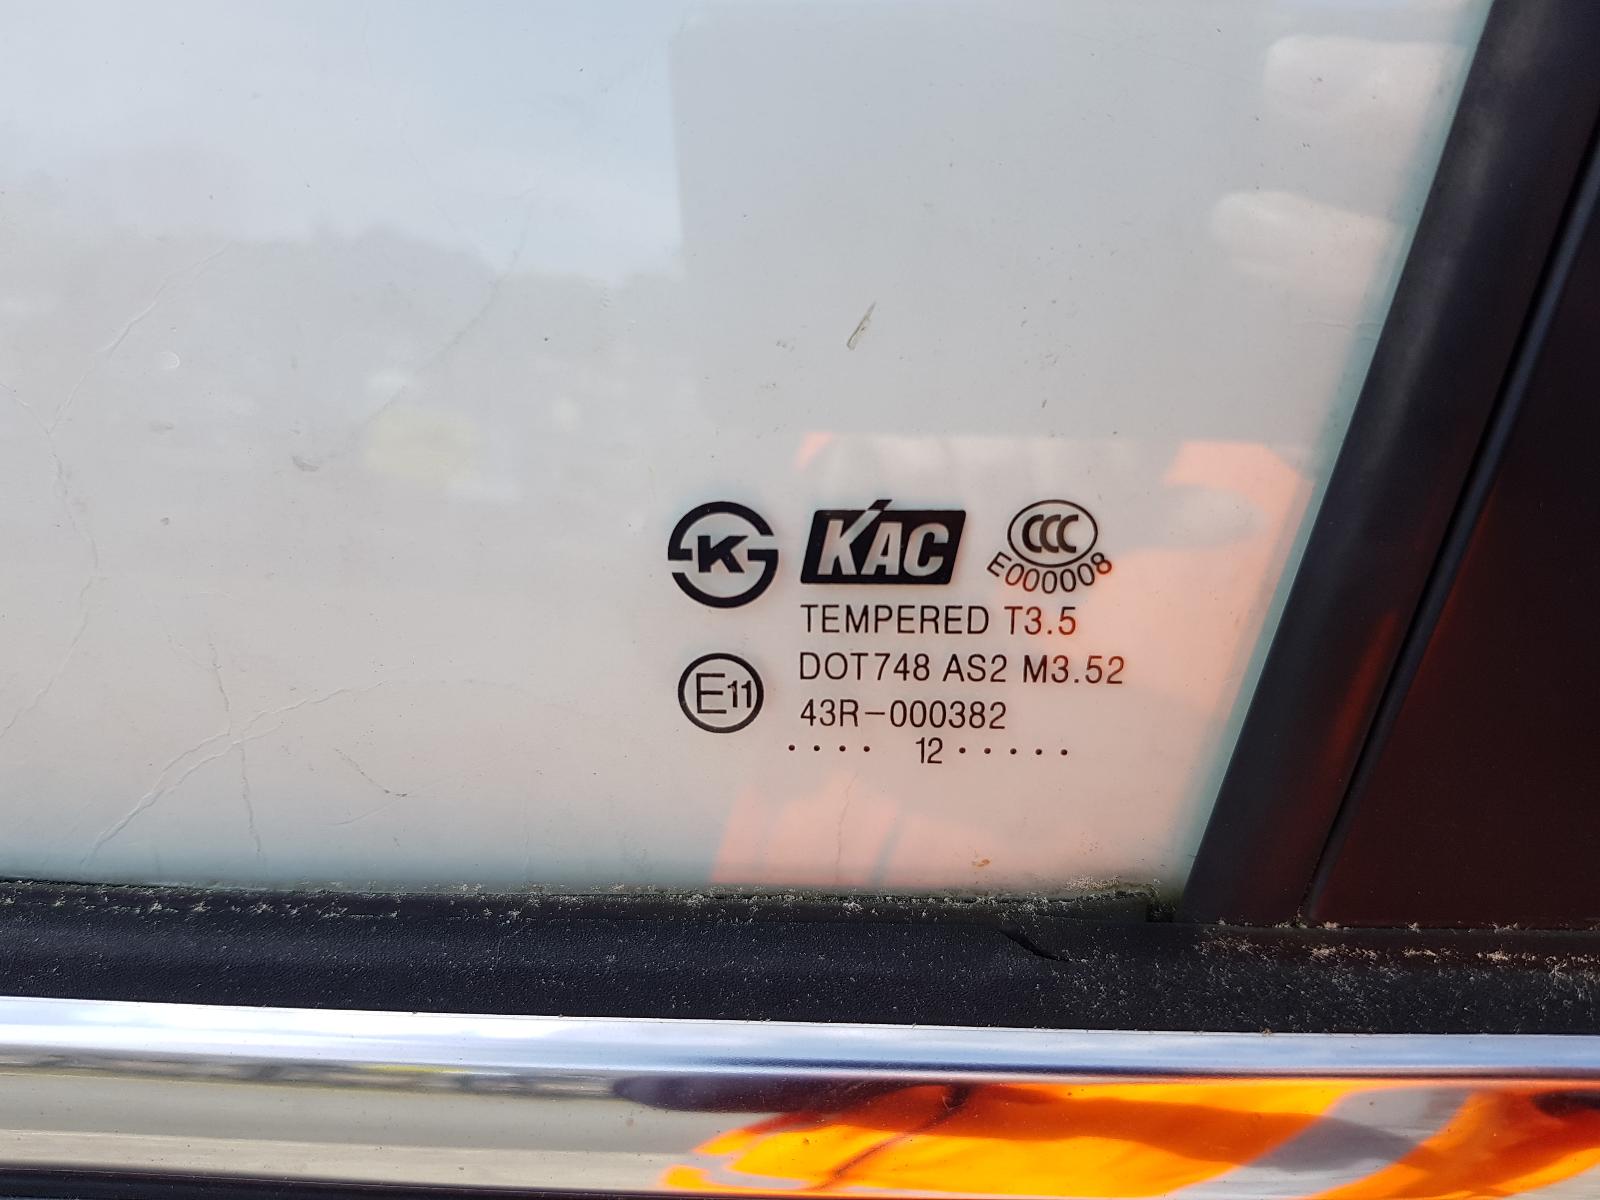 K KAC CCC
E000008
TEMPERED T3.5
E11 DOT748 AS2 M3.52
43R-000382
.... 12 .....